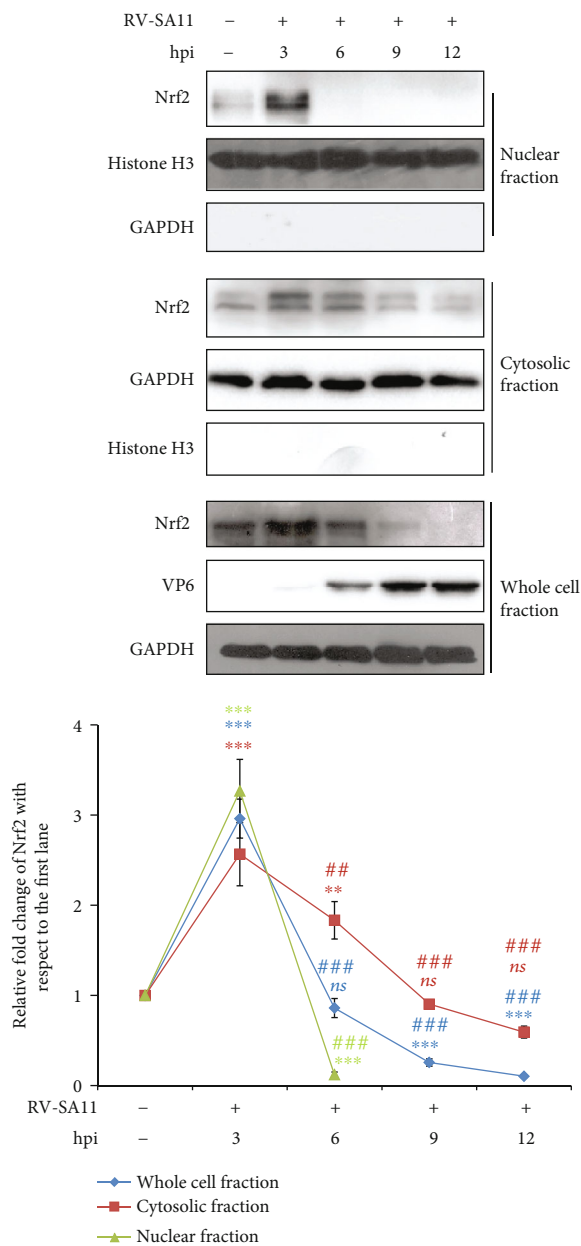 RV-SA11 – + + + +
hpi – 3 6 9 12
Nrf2
Histone H3
GAPDH
Nuclear
fraction
Nrf2
GAPDH
Histone H3
Cytosolic
fraction
Nrf2
VP6
GAPDH
Whole cell
fraction
Relative fold change of Nrf2 with
respect to the first lane
4
3
2
1
0
***
***
***
##
**
###
ns
###
***
###
ns
###
***
###
ns
###
***
RV-SA11 – + + + +
hpi – 3 6 9 12
Whole cell fraction
Cytosolic fraction
Nuclear fraction